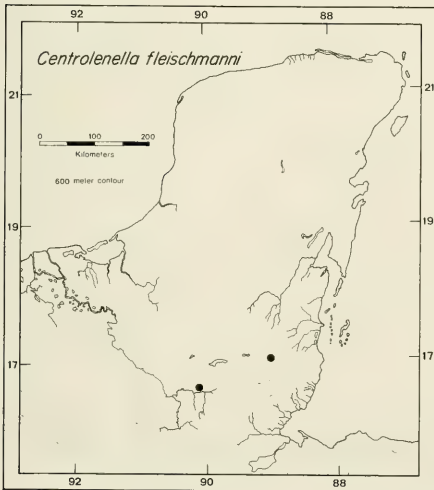 92 90 88
Centrolenella fleischmanni
21 21
0 100 200
Kilometers
600 meter contour
19 19
17 17
92 90 88